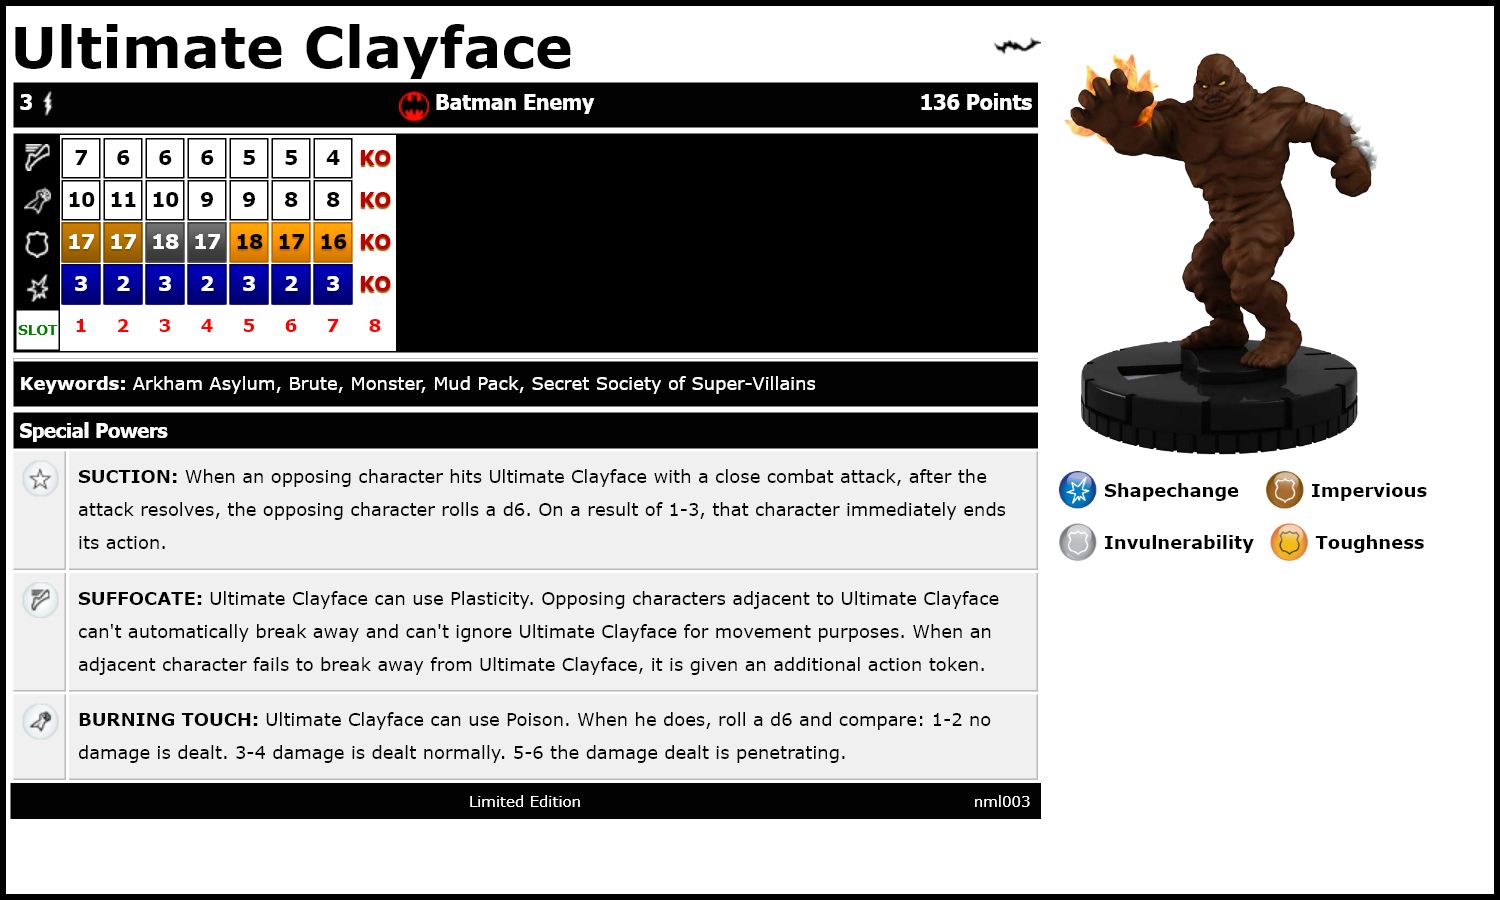 Ultimate Clayface
3 Batman Enemy 136 Points
7 6 6 6 5 5 4 KO
10 11 10 9 9 8 8 KO
17 17 18 17 18 17 16 KO
3 2 3 2 3 2 3 KO
SLOT 1 2 3 4 5 6 7 8
Keywords: Arkham Asylum, Brute, Monster, Mud Pack, Secret Society of Super-Villains
Special Powers
SUCTION: When an opposing character hits Ultimate Clayface with a close combat attack, after the
attack resolves, the opposing character rolls a d6. On a result of 1-3, that character immediately ends
its action.
SUFFOCATE: Ultimate Clayface can use Plasticity. Opposing characters adjacent to Ultimate Clayface
can't automatically break away and can't ignore Ultimate Clayface for movement purposes. When an
adjacent character fails to break away from Ultimate Clayface, it is given an additional action token.
BURNING TOUCH: Ultimate Clayface can use Poison. When he does, roll a d6 and compare: 1-2 no
damage is dealt. 3-4 damage is dealt normally. 5-6 the damage dealt is penetrating.
Limited Edition nml003
Shapechange Impervious
Invulnerability Toughness